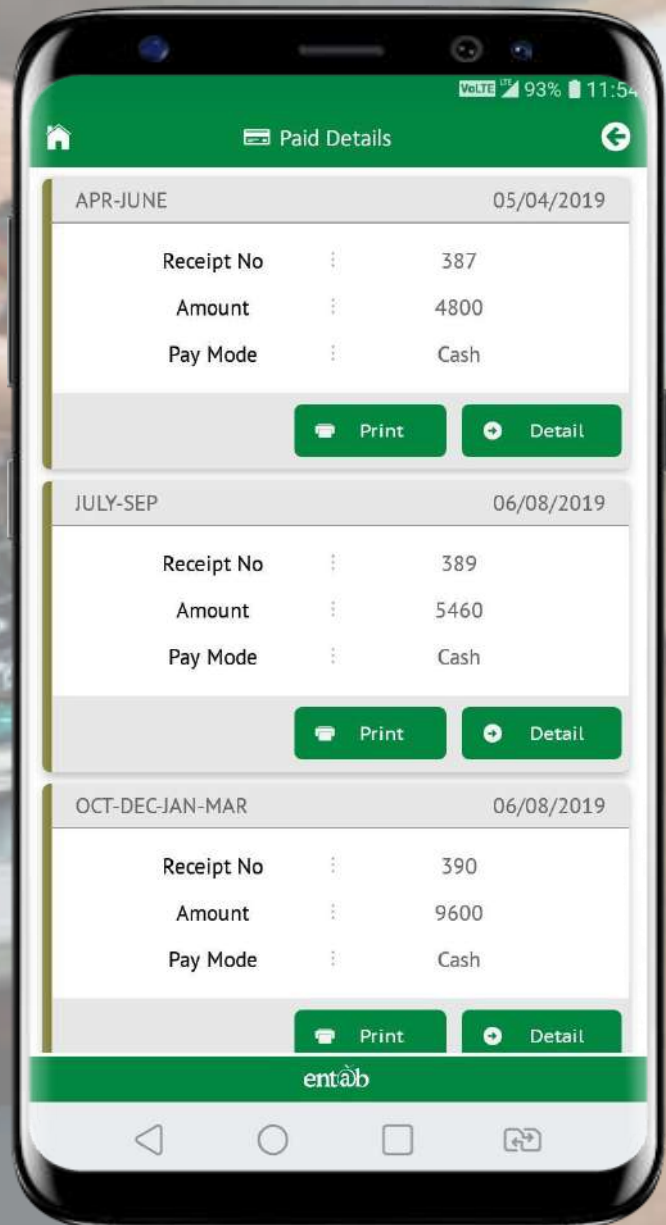 VoLTE LTE 93% 11:54
Paid Details
APR-JUNE 05/04/2019
Receipt No : 387
Amount : 4800
Pay Mode : Cash
Print Detail
JULY-SEP 06/08/2019
Receipt No : 389
Amount : 5460
Pay Mode : Cash
Print Detail
OCT-DEC-JAN-MAR 06/08/2019
Receipt No : 390
Amount : 9600
Pay Mode : Cash
Print Detail
entàb